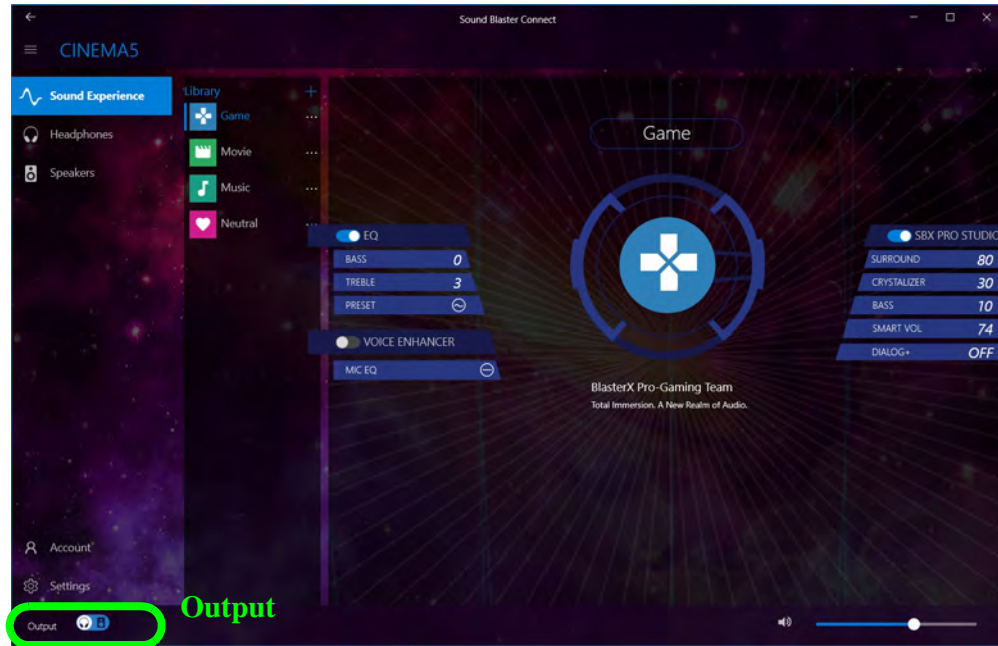 Sound Blaster Connect
CINEMA5
Sound Experience
Headphones
Speakers
Library
Game
Movie
Music
Neutral
Game
EQ
BASS 0
TREBLE 3
PRESET
VOICE ENHANCER
MIC EQ
SBX PRO STUDIO
SURROUND 80
CRYSTALIZER 30
BASS 10
SMART VOL 74
DIALOG+ OFF
BlasterX Pro-Gaming Team
Total Immersion. A New Realm of Audio.
Account
Settings
Output
Output